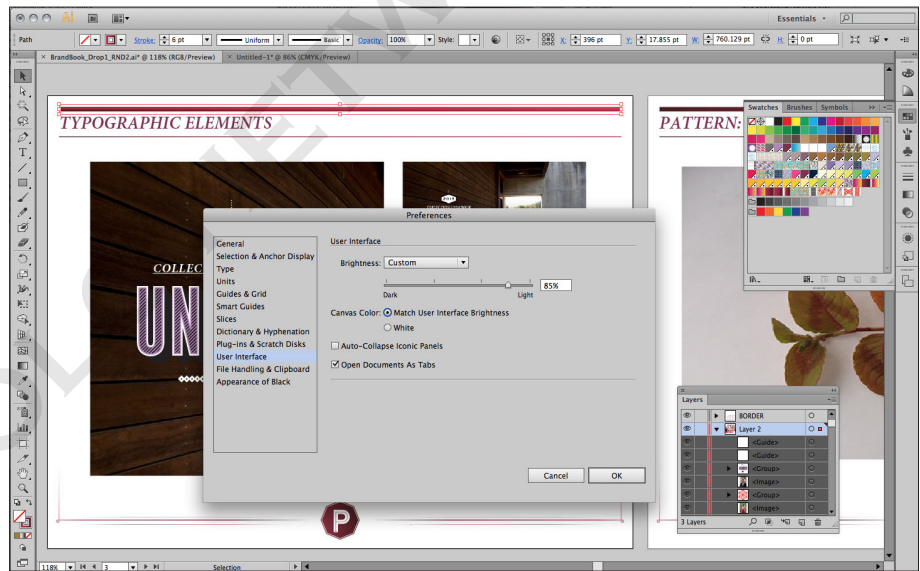 Ai Br Essentials
Path Stroke: 6 pt Uniform Basic Opacity: 100% Style: X: 396 pt Y: 17.855 pt W: 760.129 pt H: 0 pt
× BrandBook_Drop1_RND2.ai* @ 118% (RGB/Preview) × Untitled-1* @ 86% (CMYK/Preview)
TYPOGRAPHIC ELEMENTS
PATTERN:
Swatches Brushes Symbols
Preferences
General
Selection & Anchor Display
Type
Units
Guides & Grid
Smart Guides
Slices
Dictionary & Hyphenation
Plug-ins & Scratch Disks
User Interface
File Handling & Clipboard
Appearance of Black
User Interface
Brightness: Custom
85%
Dark Light
Canvas Color: Match User Interface Brightness
White
Auto-Collapse Iconic Panels
Open Documents As Tabs
Cancel OK
COLLEC
UN
Layers
BORDER
Layer 2
<Guide>
<Guide>
<Group>
<Image>
<Group>
<Image>
3 Layers
P
118% 3 Selection